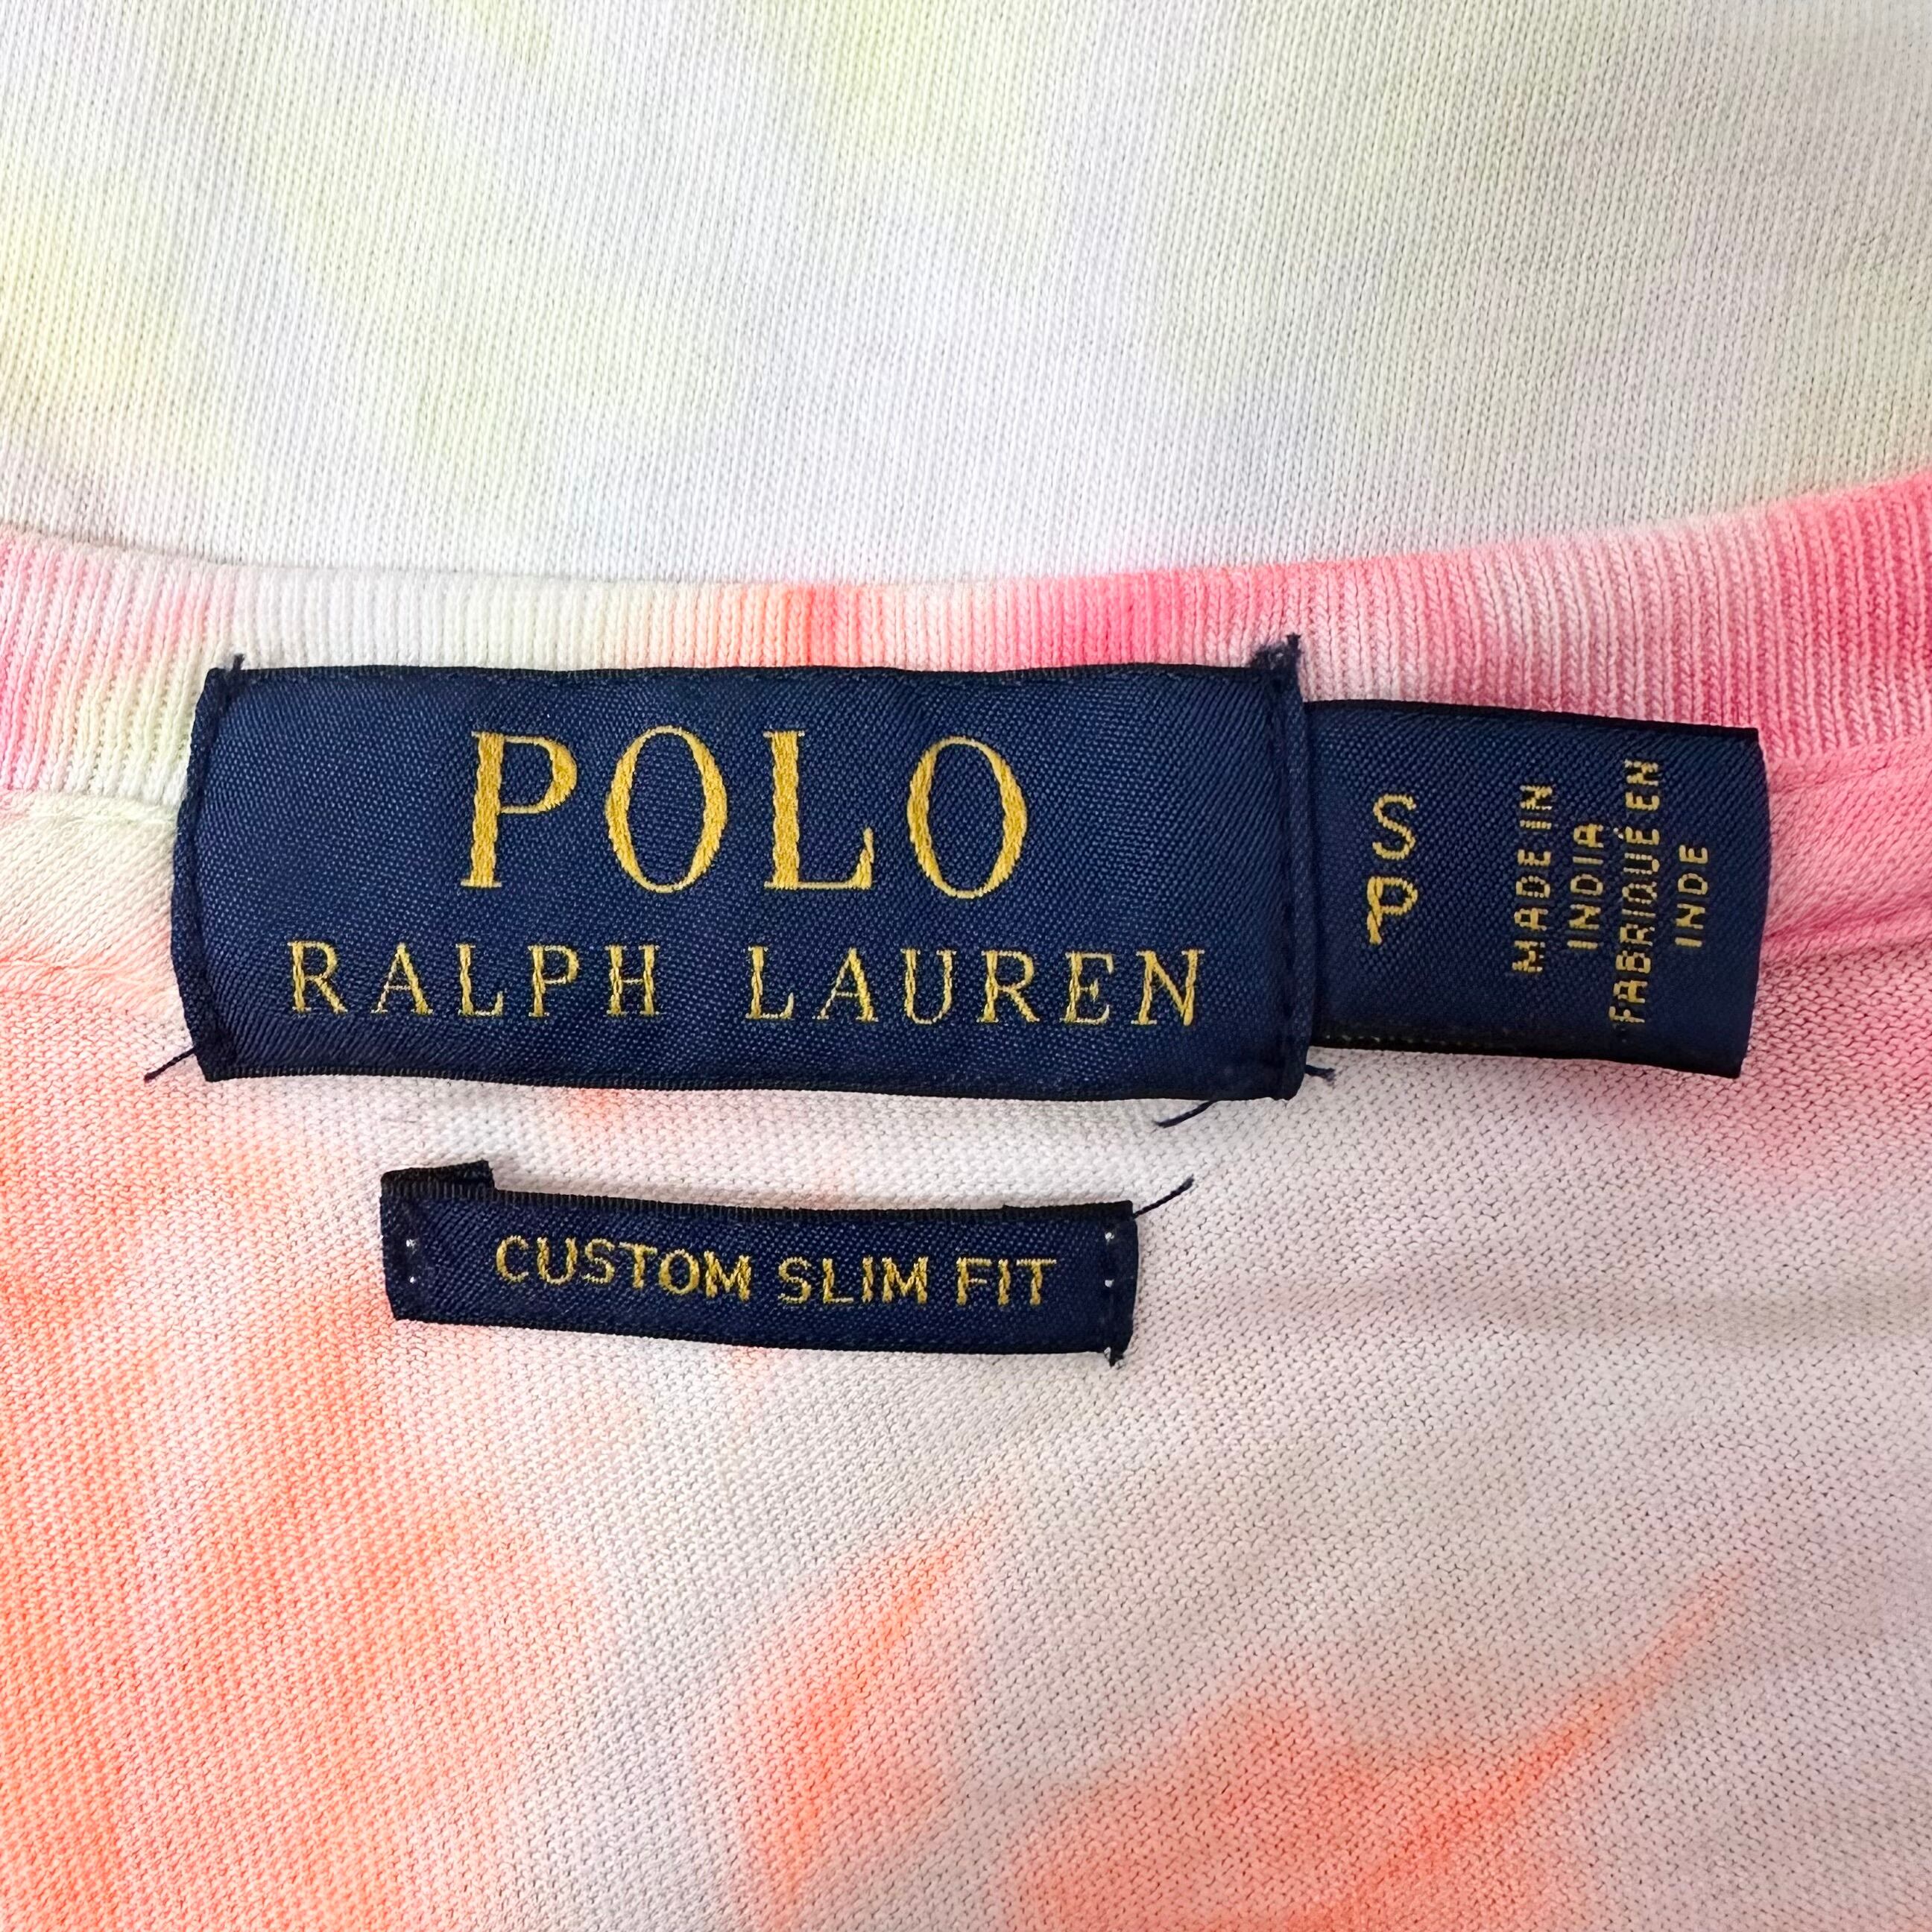 POLO
RALPH LAUREN
S
P
MADE IN
INDIA
FABRIQUÉ EN
INDE
CUSTOM SLIM FIT